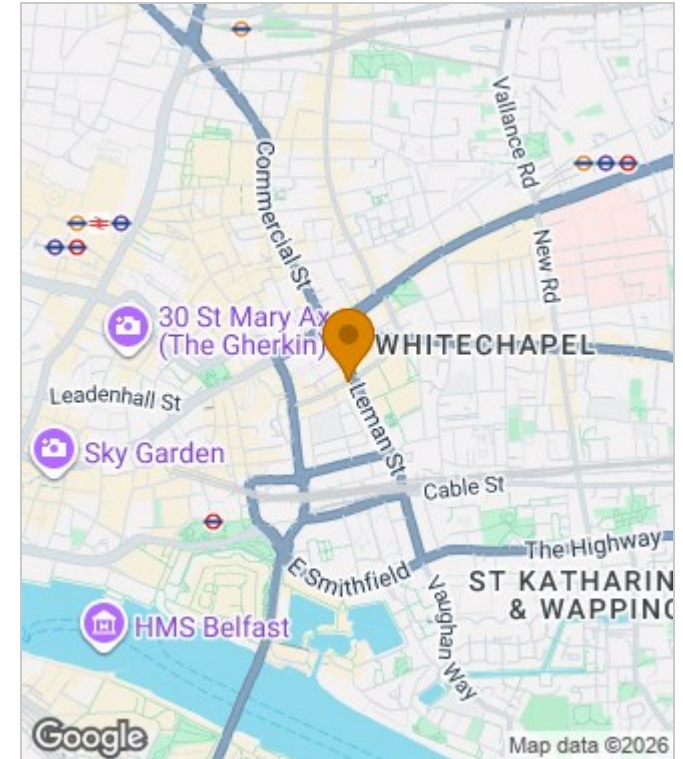 Vallance Rd
Commercial St
New Rd
30 St Mary Ax
(The Gherkin)
WHITECHAPEL
Leadenhall St
Leman St
Sky Garden
Cable St
The Highway
E Smithfield
ST KATHARIN
& WAPPING
Vaughan Way
HMS Belfast
Google
Map data ©2026